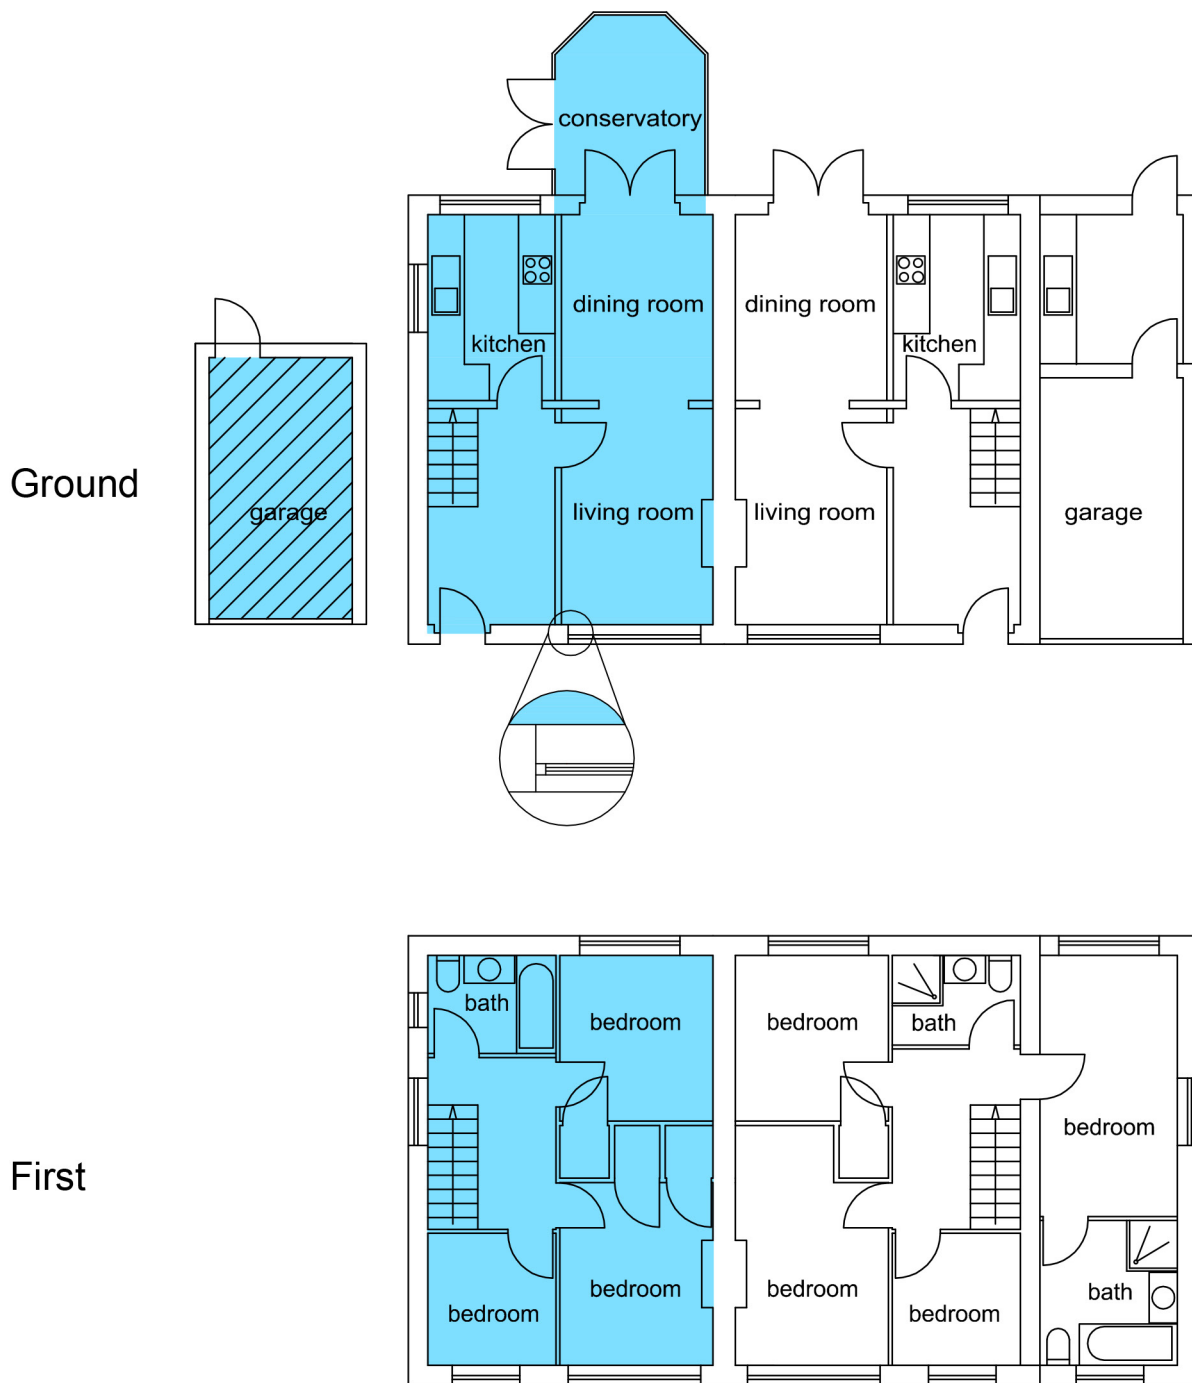 conservatory
dining room
dining room
kitchen
kitchen
Ground
garage
living room
living room
garage
bath
bedroom
bedroom
bath
bedroom
First
bedroom
bedroom
bedroom
bedroom
bath